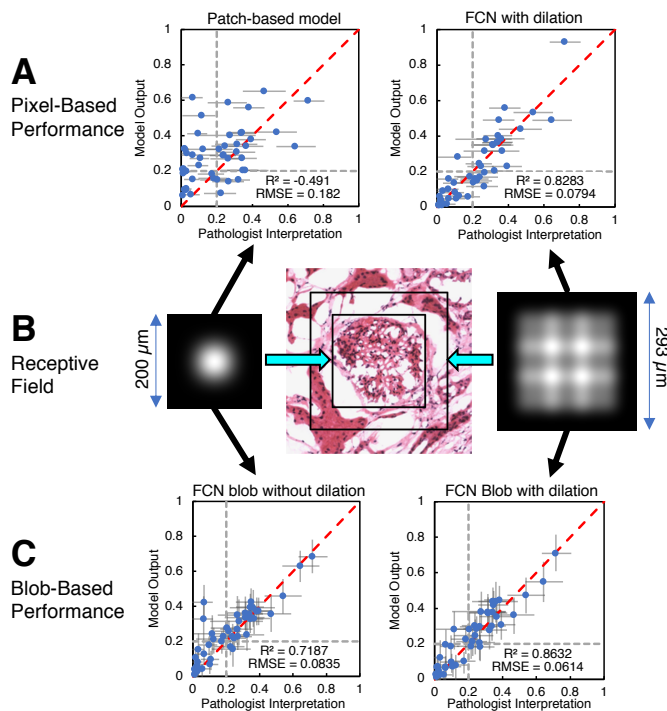 Patch-based model
FCN with dilation
A
Pixel-Based
Performance
Model Output
1
0.8
0.6
0.4
0.2
0
R² = -0.491
RMSE = 0.182
0 0.2 0.4 0.6 0.8 1
Pathologist Interpretation
Model Output
1
0.8
0.6
0.4
0.2
0
R² = 0.8283
RMSE = 0.0794
0 0.2 0.4 0.6 0.8 1
Pathologist Interpretation
B
Receptive
Field
200 µm
293 µm
C
Blob-Based
Performance
FCN blob without dilation
FCN Blob with dilation
Model Output
1
0.8
0.6
0.4
0.2
0
R² = 0.7187
RMSE = 0.0835
0 0.2 0.4 0.6 0.8 1
Pathologist Interpretation
Model Output
1
0.8
0.6
0.4
0.2
0
R² = 0.8632
RMSE = 0.0614
0 0.2 0.4 0.6 0.8 1
Pathologist Interpretation